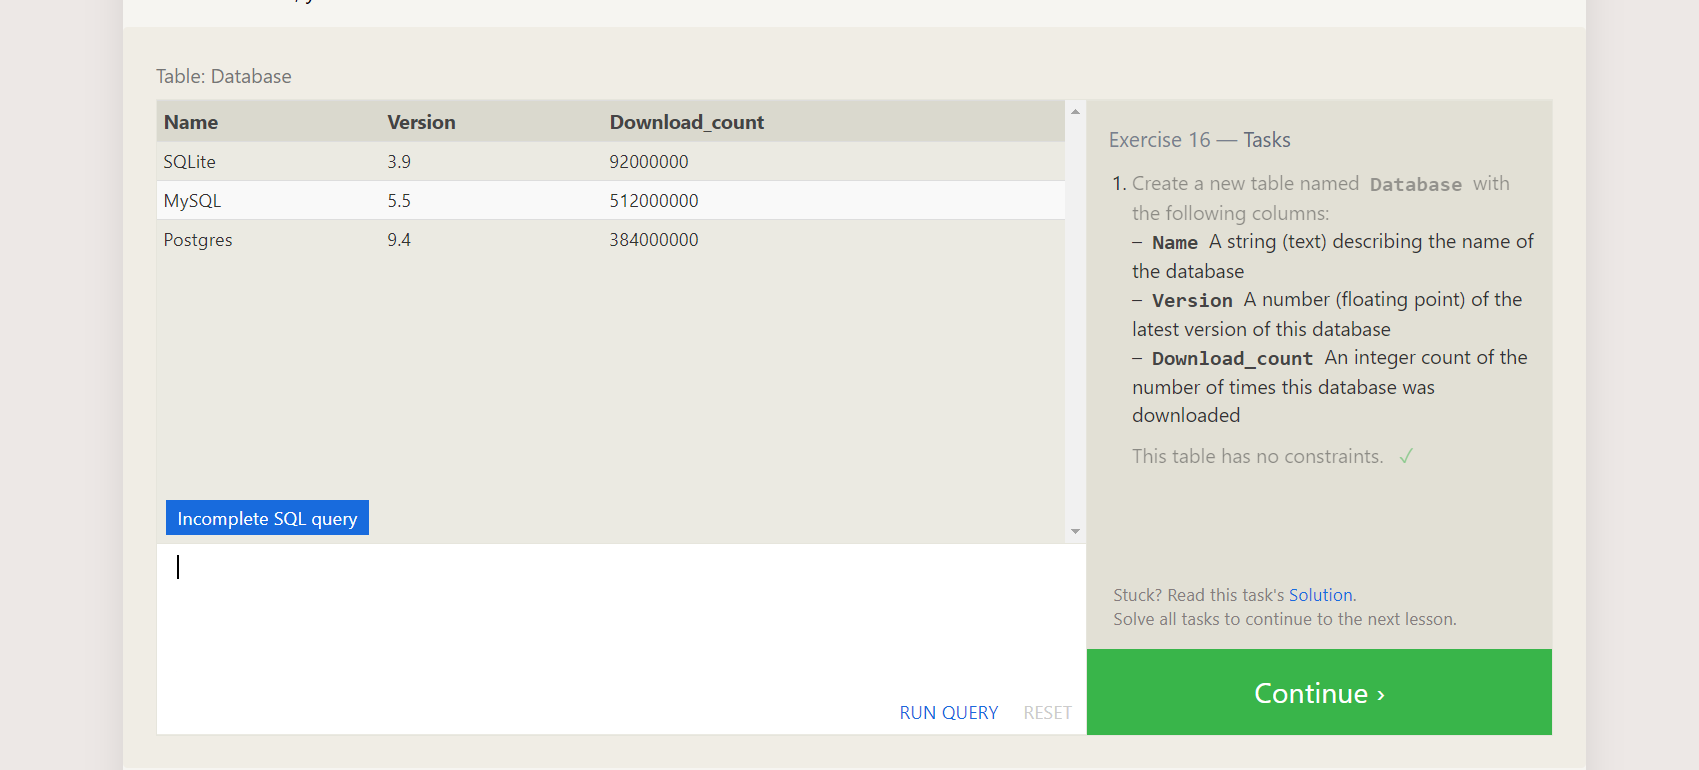 Table: Database
Name Version Download_count
SQLite 3.9 92000000
MySQL 5.5 512000000
Postgres 9.4 384000000
Incomplete SQL query
RUN QUERY RESET
Exercise 16 — Tasks
1. Create a new table named Database with
the following columns:
– Name A string (text) describing the name of
the database
– Version A number (floating point) of the
latest version of this database
– Download_count An integer count of the
number of times this database was
downloaded
This table has no constraints. ✓
Stuck? Read this task's Solution.
Solve all tasks to continue to the next lesson.
Continue ›